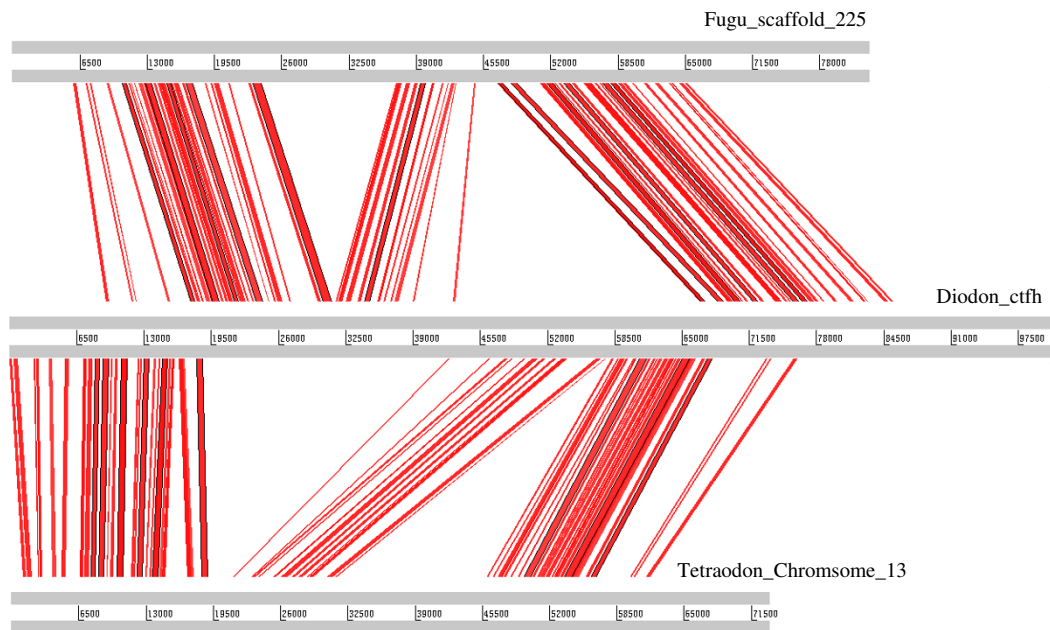 Fugu_scaffold_225
6500 13000 19500 26000 32500 39000 45500 52000 58500 65000 71500 78000
Diodon_ctfh
6500 13000 19500 26000 32500 39000 45500 52000 58500 65000 71500 78000 84500 91000 97500
Tetraodon_Chromsome_13
6500 13000 19500 26000 32500 39000 45500 52000 58500 65000 71500